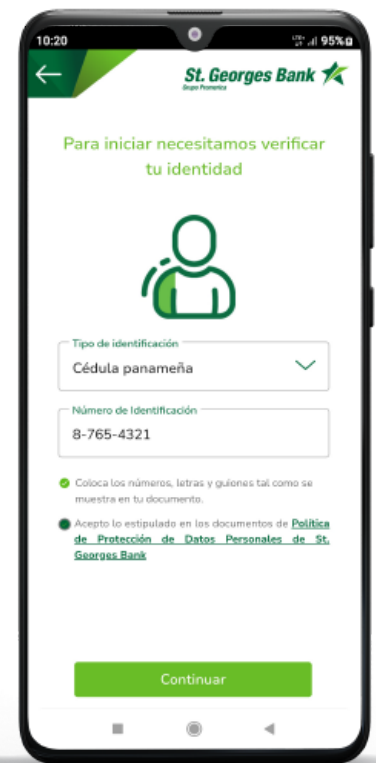 10:20
LTE+ 95%
St. Georges Bank
Grupo Promerica
Para iniciar necesitamos verificar
tu identidad
Tipo de identificación
Cédula panameña
Número de Identificación
8-765-4321
Coloca los números, letras y guiones tal como se
muestra en tu documento.
Acepto lo estipulado en los documentos de Política
de Protección de Datos Personales de St.
Georges Bank
Continuar